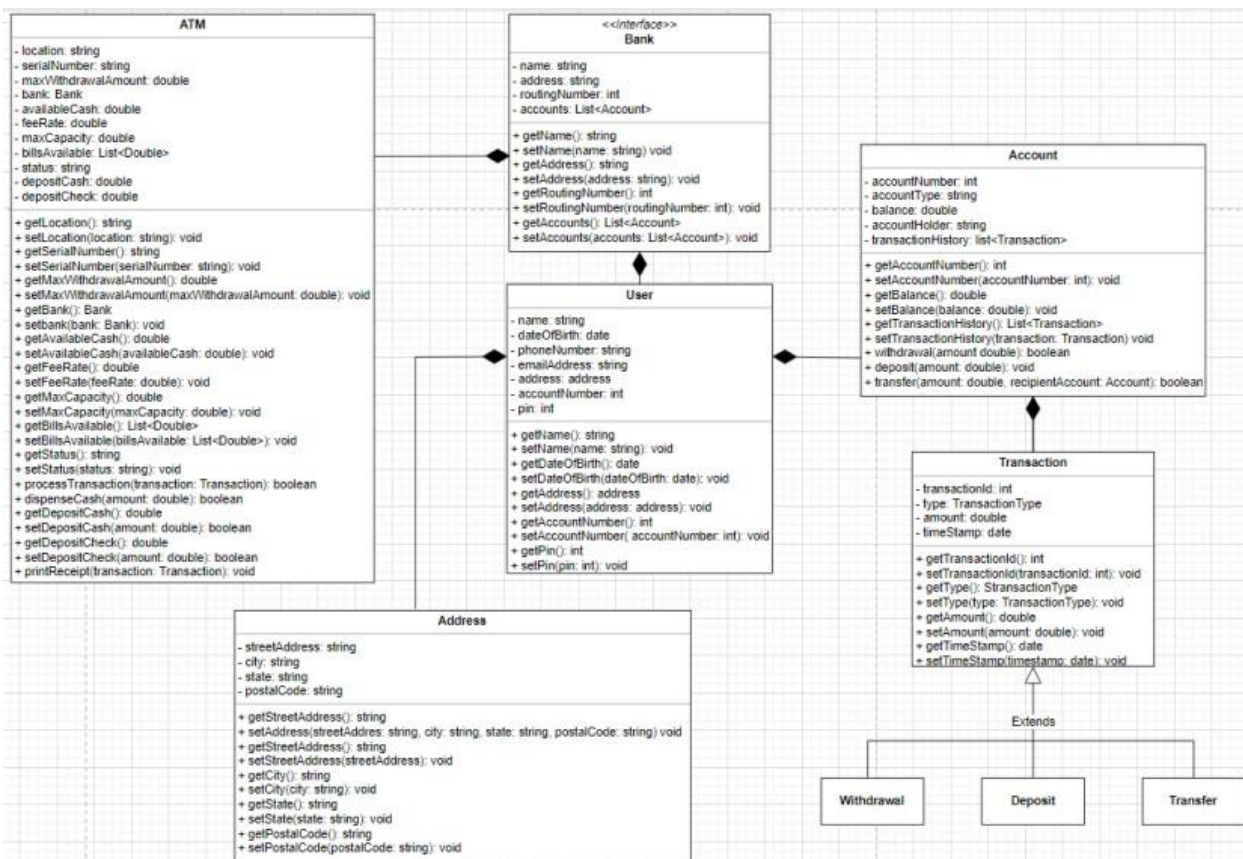 ATM
- location: string
- serialNumber: string
- maxWithdrawalAmount: double
- bank: Bank
- availableCash: double
- feeRate: double
- maxCapacity: double
- billsAvailable: List<Double>
- status: string
- depositCash: double
- depositCheck: double
+ getLocation(): string
+ setLocation(location: string): void
+ getSerialNumber(): string
+ setSerialNumber(serialNumber: string): void
+ getMaxWithdrawalAmount(): double
+ setMaxWithdrawalAmount(maxWithdrawalAmount: double): void
+ getBank(): Bank
+ setbank(bank: Bank): void
+ getAvailableCash(): double
+ setAvailableCash(availableCash: double): void
+ getFeeRate(): double
+ setFeeRate(feeRate: double): void
+ getMaxCapacity(): double
+ setMaxCapacity(maxCapacity: double): void
+ getBillsAvailable(): List<Double>
+ setBillsAvailable(billsAvailable: List<Double>): void
+ getStatus(): string
+ setStatus(status: string): void
+ processTransaction(transaction: Transaction): boolean
+ dispenseCash(amount: double): boolean
+ getDepositCash(): double
+ setDepositCash(amount: double): boolean
+ getDepositCheck(): double
+ setDepositCheck(amount: double): boolean
+ printReceipt(transaction: Transaction): void
<<Interface>>
Bank
- name: string
- address: string
- routingNumber: int
- accounts: List<Account>
+ getName(): string
+ setName(name: string) void
+ getAddress(): string
+ setAddress(address: string): void
+ getRoutingNumber(): int
+ setRoutingNumber(routingNumber: int): void
+ getAccounts(): List<Account>
+ setAccounts(accounts: List<Account>): void
User
- name: string
- dateOfBirth: date
- phoneNumber: string
- emailAddress: string
- address: address
- accountNumber: int
- pin: int
+ getName(): string
+ setName(name: string): void
+ getDateOfBirth(): date
+ setDateOfBirth(dateOfBirth: date): void
+ getAddress(): address
+ setAddress(address: address): void
+ getAccountNumber(): int
+ setAccountNumber( accountNumber: int): void
+ getPin(): int
+ setPin(pin: int): void
Account
- accountNumber: int
- accountType: string
- balance: double
- accountHolder: string
- transactionHistory: list<Transaction>
+ getAccountNumber(): int
+ setAccountNumber(accountNumber: int): void
+ getBalance(): double
+ setBalance(balance: double): void
+ getTransactionHistory(): List<Transaction>
+ setTransactionHistory(transaction: Transaction) void
+ withdrawal(amount double): boolean
+ deposit(amount: double): void
+ transfer(amount: double, recipientAccount: Account): boolean
Transaction
- transactionId: int
- type: TransactionType
- amount: double
- timeStamp: date
+ getTransactionId(): int
+ setTransactionId(transactionId: int): void
+ getType(): StransactionType
+ setType(type: TransactionType): void
+ getAmount(): double
+ setAmount(amount: double): void
+ getTimeStamp(): date
+ setTimeStamp(timestamp: date): void
Extends
Withdrawal
Deposit
Transfer
Address
- streetAddress: string
- city: string
- state: string
- postalCode: string
+ getStreetAddress(): string
+ setAddress(streetAddres: string, city: string, state: string, postalCode: string) void
+ getStreetAddress(): string
+ setStreetAddress(streetAddress): void
+ getCity(): string
+ setCity(city: string): void
+ getState(): string
+ setState(state: string): void
+ getPostalCode(): string
+ setPostalCode(postalCode: string): void